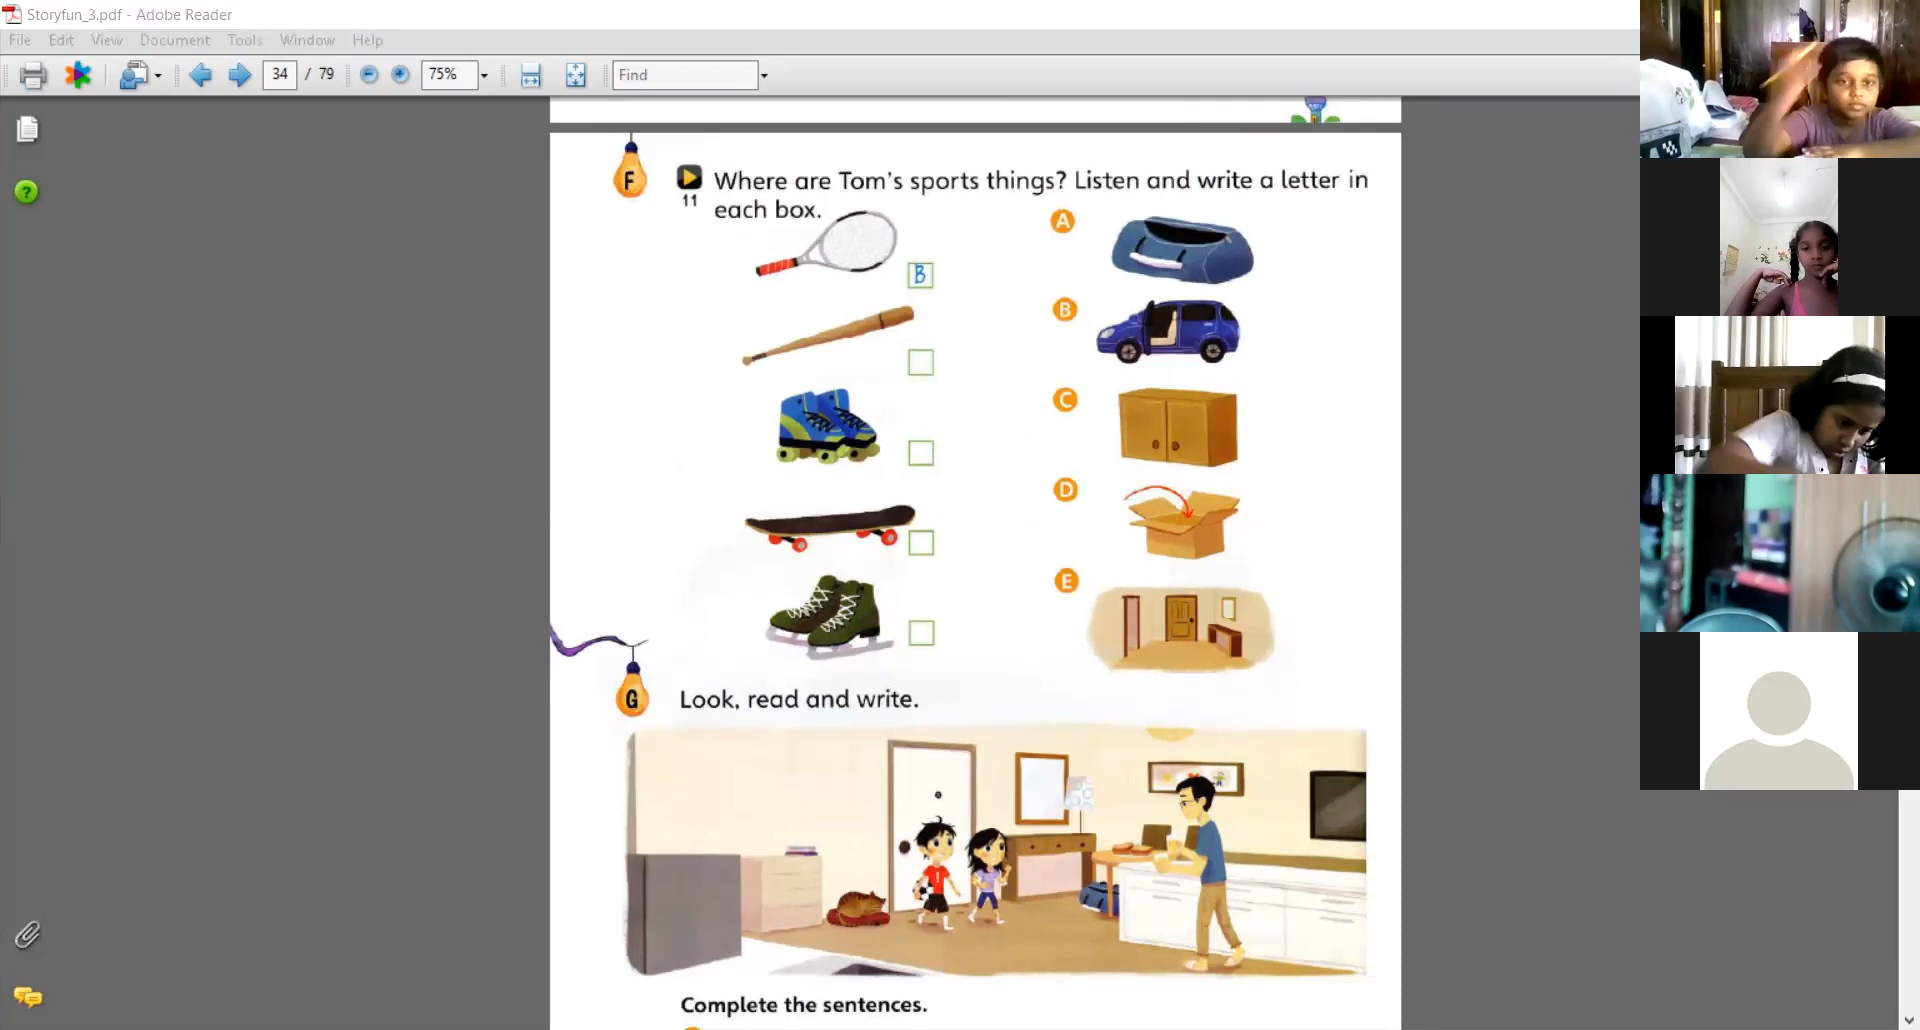 Storyfun_3.pdf - Adobe Reader
File Edit View Document Tools Window Help
34 / 79 75% Find
F
11
Where are Tom's sports things? Listen and write a letter in
each box.
A
B
B
C
D
E
G
Look, read and write.
Complete the sentences.